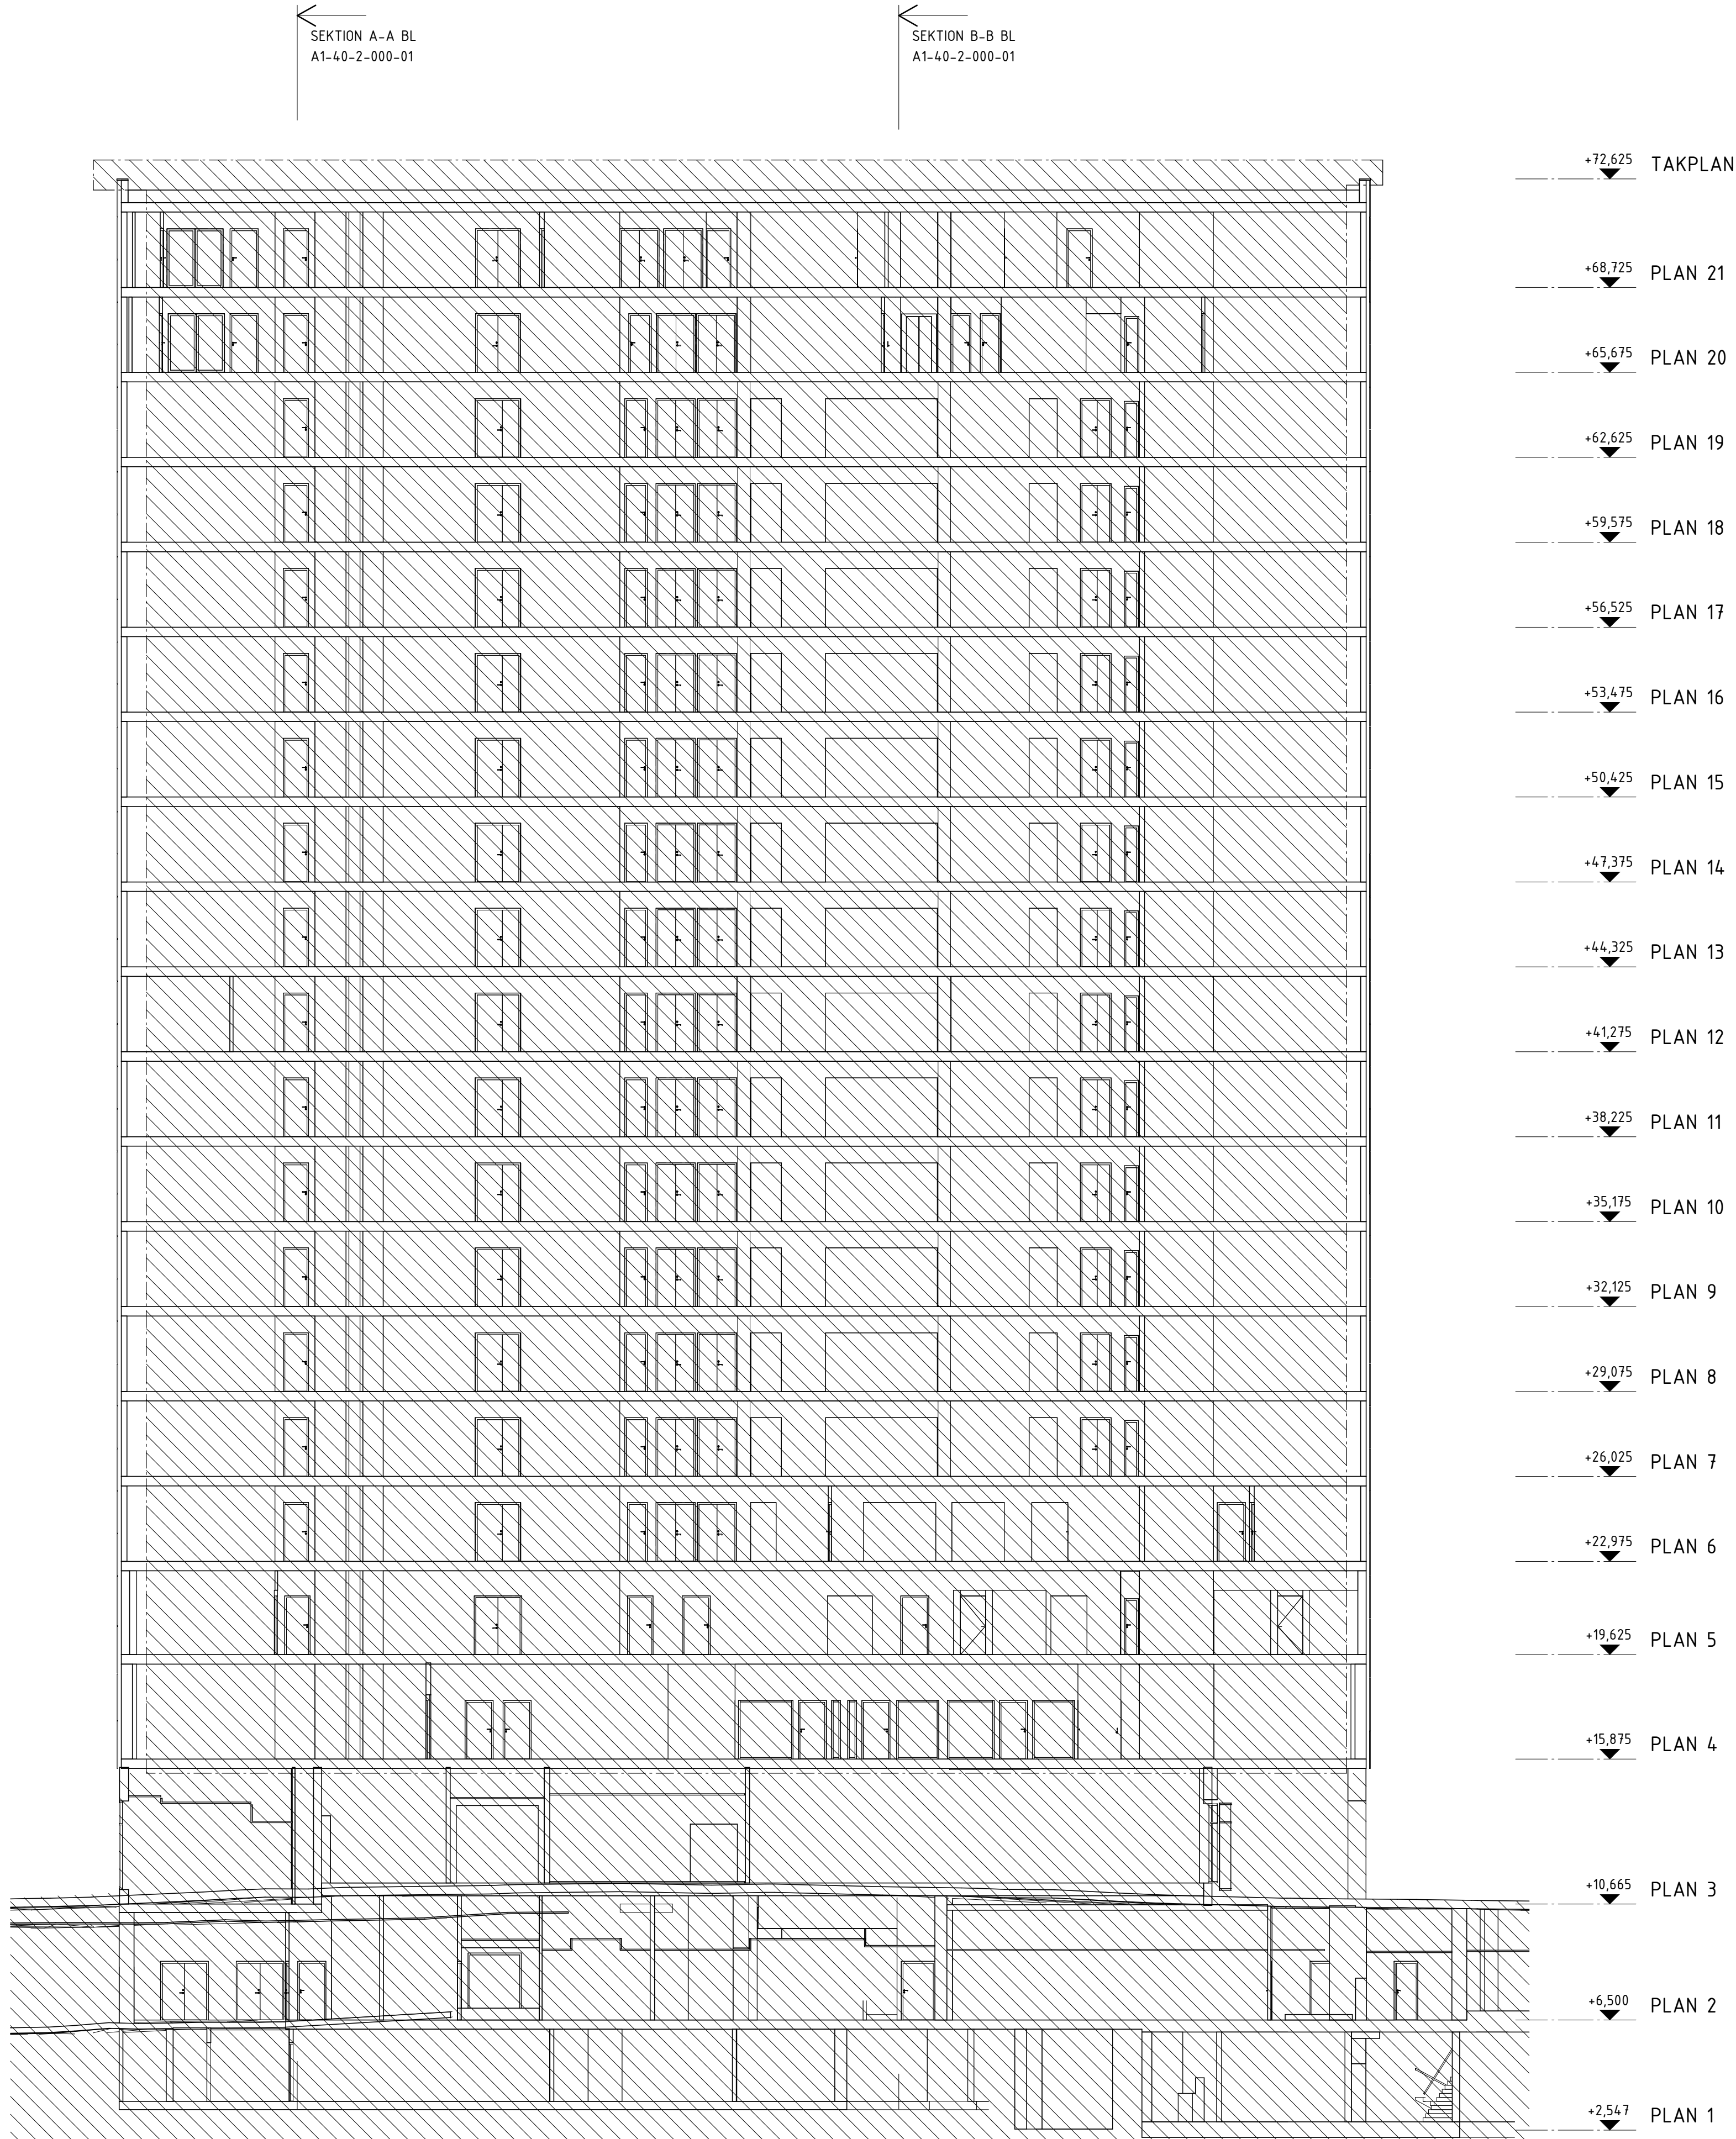 SEKTION A-A BL
A1-40-2-000-01
SEKTION B-B BL
A1-40-2-000-01
+72,625 TAKPLAN
+68,725 PLAN 21
+65,675 PLAN 20
+62,625 PLAN 19
+59,575 PLAN 18
+56,525 PLAN 17
+53,475 PLAN 16
+50,425 PLAN 15
+47,375 PLAN 14
+44,325 PLAN 13
+41,275 PLAN 12
+38,225 PLAN 11
+35,175 PLAN 10
+32,125 PLAN 9
+29,075 PLAN 8
+26,025 PLAN 7
+22,975 PLAN 6
+19,625 PLAN 5
+15,875 PLAN 4
+10,665 PLAN 3
+6,500 PLAN 2
+2,547 PLAN 1